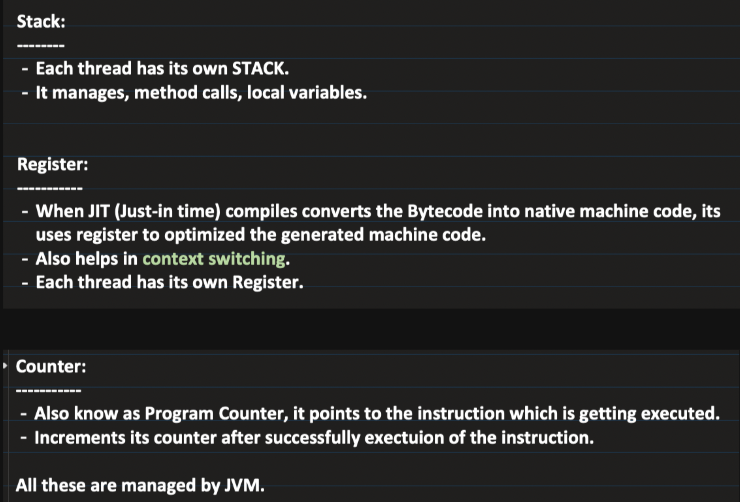 Stack:
--------
- Each thread has its own STACK.
- It manages, method calls, local variables.
Register:
-----------
- When JIT (Just-in time) compiles converts the Bytecode into native machine code, its
uses register to optimized the generated machine code.
- Also helps in context switching.
- Each thread has its own Register.
Counter:
-----------
- Also know as Program Counter, it points to the instruction which is getting executed.
- Increments its counter after successfully exectuion of the instruction.
All these are managed by JVM.